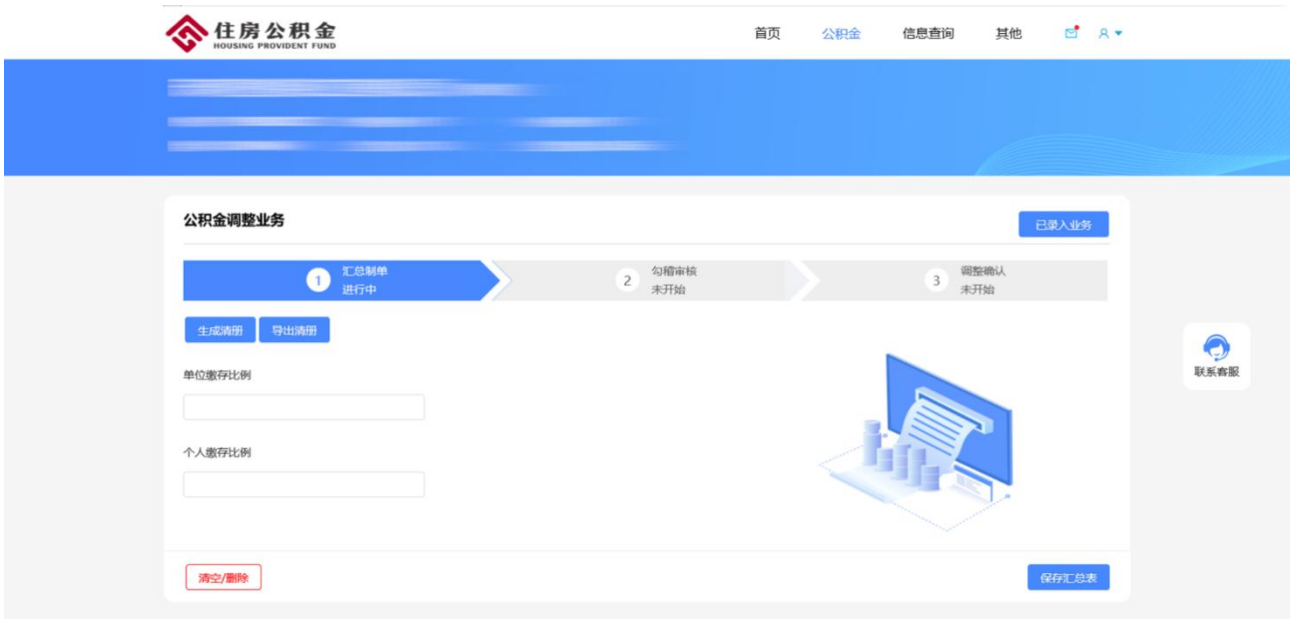 住房公积金
HOUSING PROVIDENT FUND
首页 公积金 信息查询 其他
公积金调整业务
已录入业务
1 汇总制单 进行中
2 勾稽审核 未开始
3 调整确认 未开始
生成清册 导出清册
单位缴存比例
个人缴存比例
联系客服
清空/删除
保存汇总表